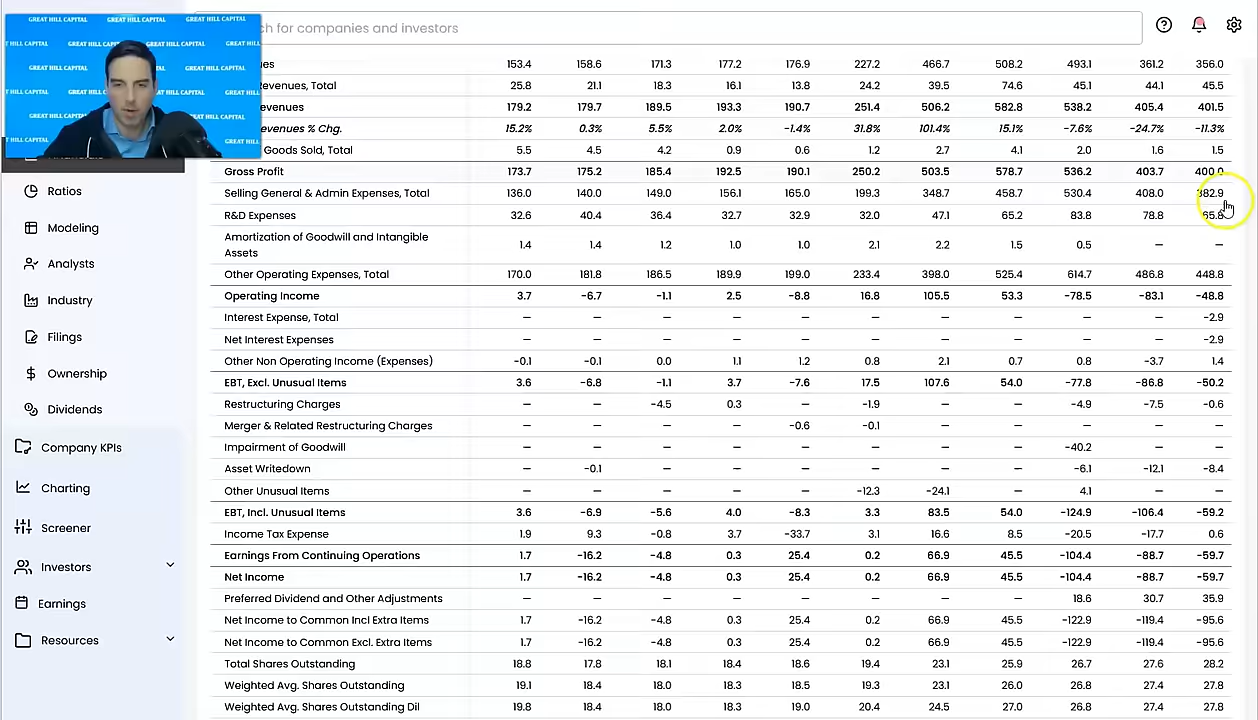 GREAT HILL CAPITAL GREAT HILL CAPITAL GREAT HILL CAPITAL
GREAT HILL CAPITAL
GREAT HILL CAPITAL GREAT HILL CAPITAL
GREAT HILL
ch for companies and investors
ues 153.4 158.6 171.3 177.2 176.9 227.2 466.7 508.2 493.1 361.2 356.0
Revenues, Total 25.8 21.1 18.3 16.1 13.8 24.2 39.5 74.6 45.1 44.1 45.5
evenues 179.2 179.7 189.5 193.3 190.7 251.4 506.2 582.8 538.2 405.4 401.5
evenues % Chg. 15.2% 0.3% 5.5% 2.0% -1.4% 31.8% 101.4% 15.1% -7.6% -24.7% -11.3%
Goods Sold, Total 5.5 4.5 4.2 0.9 0.6 1.2 2.7 4.1 2.0 1.6 1.5
Gross Profit 173.7 175.2 185.4 192.5 190.1 250.2 503.5 578.7 536.2 403.7 400.0
Selling General & Admin Expenses, Total 136.0 140.0 149.0 156.1 165.0 199.3 348.7 458.7 530.4 408.0 382.9
R&D Expenses 32.6 40.4 36.4 32.7 32.9 32.0 47.1 65.2 83.8 78.8 65.8
Amortization of Goodwill and Intangible
Assets 1.4 1.4 1.2 1.0 1.0 2.1 2.2 1.5 0.5 — —
Other Operating Expenses, Total 170.0 181.8 186.5 189.9 199.0 233.4 398.0 525.4 614.7 486.8 448.8
Operating Income 3.7 -6.7 -1.1 2.5 -8.8 16.8 105.5 53.3 -78.5 -83.1 -48.8
Interest Expense, Total — — — — — — — — — — -2.9
Net Interest Expenses — — — — — — — — — — -2.9
Other Non Operating Income (Expenses) -0.1 -0.1 0.0 1.1 1.2 0.8 2.1 0.7 0.8 -3.7 1.4
EBT, Excl. Unusual Items 3.6 -6.8 -1.1 3.7 -7.6 17.5 107.6 54.0 -77.8 -86.8 -50.2
Restructuring Charges — — -4.5 0.3 — -1.9 — — -4.9 -7.5 -0.6
Merger & Related Restructuring Charges — — — — -0.6 -0.1 — — — — —
Impairment of Goodwill — — — — — — — — -40.2 — —
Asset Writedown — -0.1 — — — — — — -6.1 -12.1 -8.4
Other Unusual Items — — — — — -12.3 -24.1 — 4.1 — —
EBT, Incl. Unusual Items 3.6 -6.9 -5.6 4.0 -8.3 3.3 83.5 54.0 -124.9 -106.4 -59.2
Income Tax Expense 1.9 9.3 -0.8 3.7 -33.7 3.1 16.6 8.5 -20.5 -17.7 0.6
Earnings From Continuing Operations 1.7 -16.2 -4.8 0.3 25.4 0.2 66.9 45.5 -104.4 -88.7 -59.7
Net Income 1.7 -16.2 -4.8 0.3 25.4 0.2 66.9 45.5 -104.4 -88.7 -59.7
Preferred Dividend and Other Adjustments — — — — — — — — 18.6 30.7 35.9
Net Income to Common Incl Extra Items 1.7 -16.2 -4.8 0.3 25.4 0.2 66.9 45.5 -122.9 -119.4 -95.6
Net Income to Common Excl. Extra Items 1.7 -16.2 -4.8 0.3 25.4 0.2 66.9 45.5 -122.9 -119.4 -95.6
Total Shares Outstanding 18.8 17.8 18.1 18.4 18.6 19.4 23.1 25.9 26.7 27.6 28.2
Weighted Avg. Shares Outstanding 19.1 18.4 18.0 18.3 18.5 19.3 23.1 26.0 26.8 27.4 27.8
Weighted Avg. Shares Outstanding Dil 19.8 18.4 18.0 18.3 19.0 20.4 24.5 27.0 26.8 27.4 27.8
Ratios
Modeling
Analysts
Industry
Filings
Ownership
Dividends
Company KPIs
Charting
Screener
Investors
Earnings
Resources